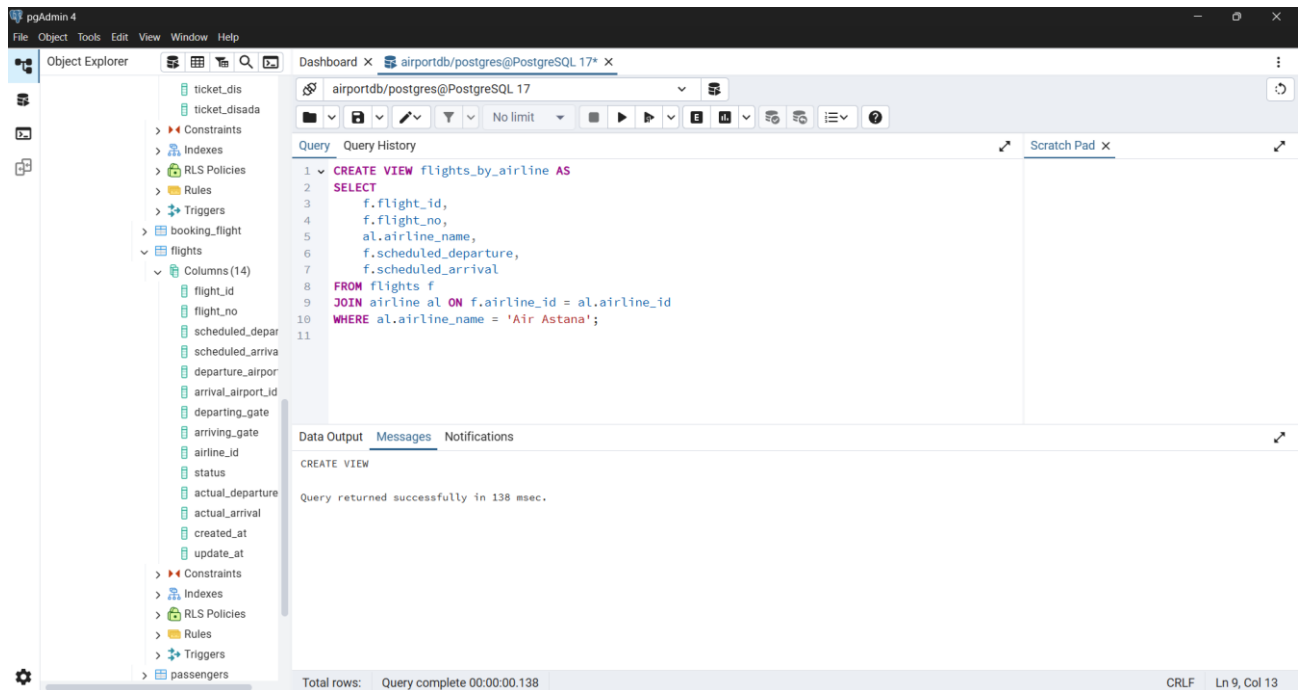 pgAdmin 4
File Object Tools Edit View Window Help
Object Explorer
Dashboard
airportdb/postgres@PostgreSQL 17*
airportdb/postgres@PostgreSQL 17
No limit
E
Query Query History
Scratch Pad
ticket_dis
ticket_disada
Constraints
Indexes
RLS Policies
Rules
Triggers
booking_flight
flights
Columns (14)
flight_id
flight_no
scheduled_depar
scheduled_arriva
departure_airpor
arrival_airport_id
departing_gate
arriving_gate
airline_id
status
actual_departure
actual_arrival
created_at
update_at
Constraints
Indexes
RLS Policies
Rules
Triggers
passengers
1 CREATE VIEW flights_by_airline AS
2 SELECT
3 f.flight_id,
4 f.flight_no,
5 al.airline_name,
6 f.scheduled_departure,
7 f.scheduled_arrival
8 FROM flights f
9 JOIN airline al ON f.airline_id = al.airline_id
10 WHERE al.airline_name = 'Air Astana';
11
Data Output Messages Notifications
CREATE VIEW
Query returned successfully in 138 msec.
Total rows: Query complete 00:00:00.138 CRLF Ln 9, Col 13